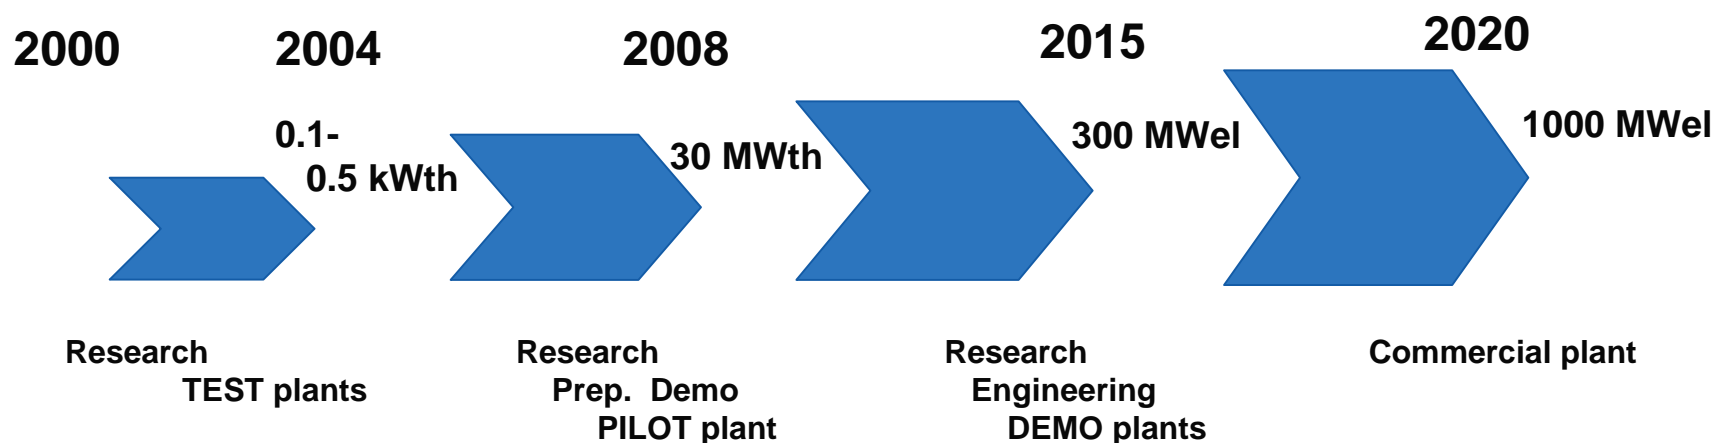 2000
2004
2008
2015
2020
0.1-
0.5 kWth
30 MWth
300 MWel
1000 MWel
Research
TEST plants
Research
Prep. Demo
PILOT plant
Research
Engineering
DEMO plants
Commercial plant